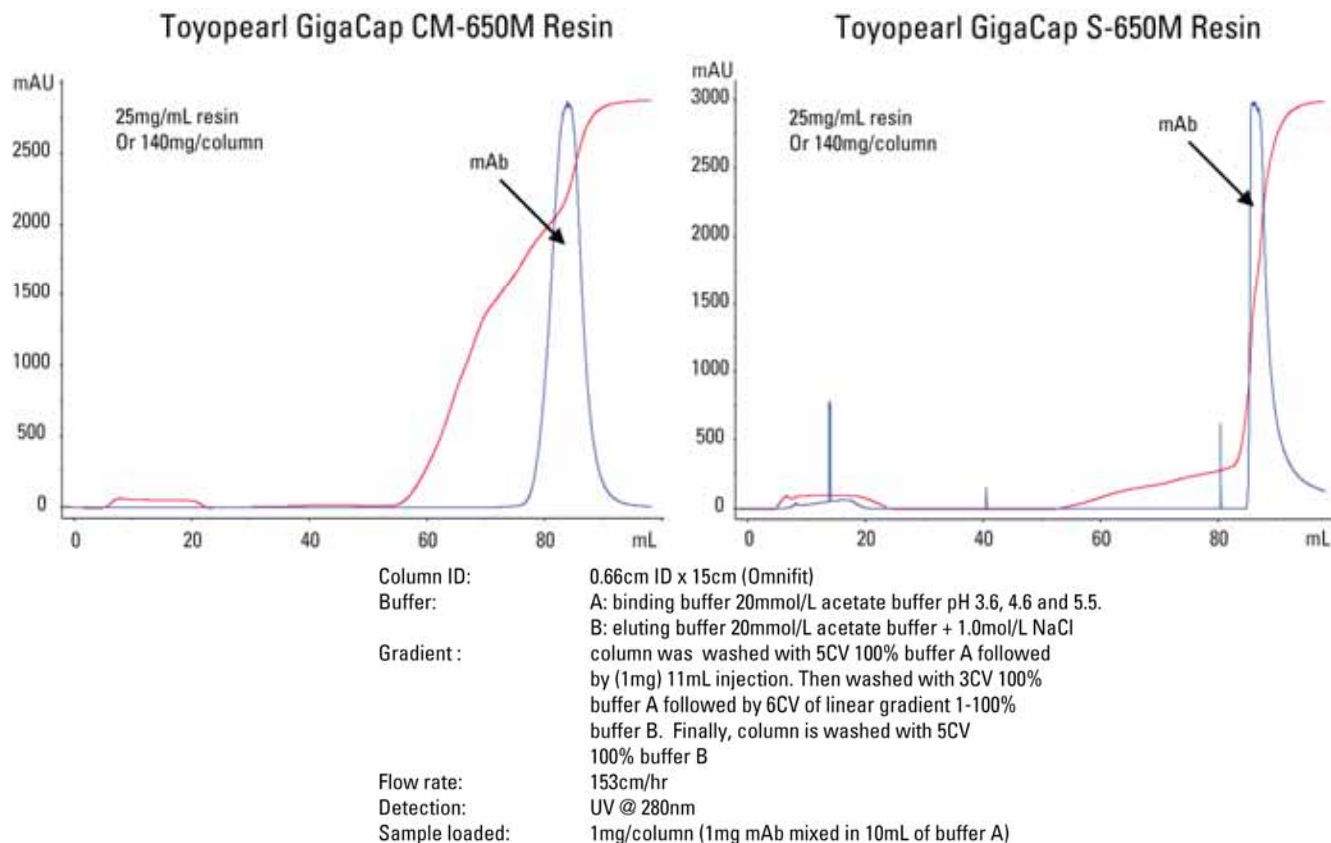 Toyopearl GigaCap CM-650M Resin
mAU
25mg/mL resin
Or 140mg/column
mAb
2500
2000
1500
1000
500
0
0 20 40 60 80 mL
Toyopearl GigaCap S-650M Resin
mAU
3000
25mg/mL resin
Or 140mg/column
mAb
2500
2000
1500
1000
500
0
0 20 40 60 80 mL
Column ID: 0.66cm ID x 15cm (Omnifit)
Buffer: A: binding buffer 20mmol/L acetate buffer pH 3.6, 4.6 and 5.5.
B: eluting buffer 20mmol/L acetate buffer + 1.0mol/L NaCl
Gradient : column was washed with 5CV 100% buffer A followed
by (1mg) 11mL injection. Then washed with 3CV 100%
buffer A followed by 6CV of linear gradient 1-100%
buffer B. Finally, column is washed with 5CV
100% buffer B
Flow rate: 153cm/hr
Detection: UV @ 280nm
Sample loaded: 1mg/column (1mg mAb mixed in 10mL of buffer A)